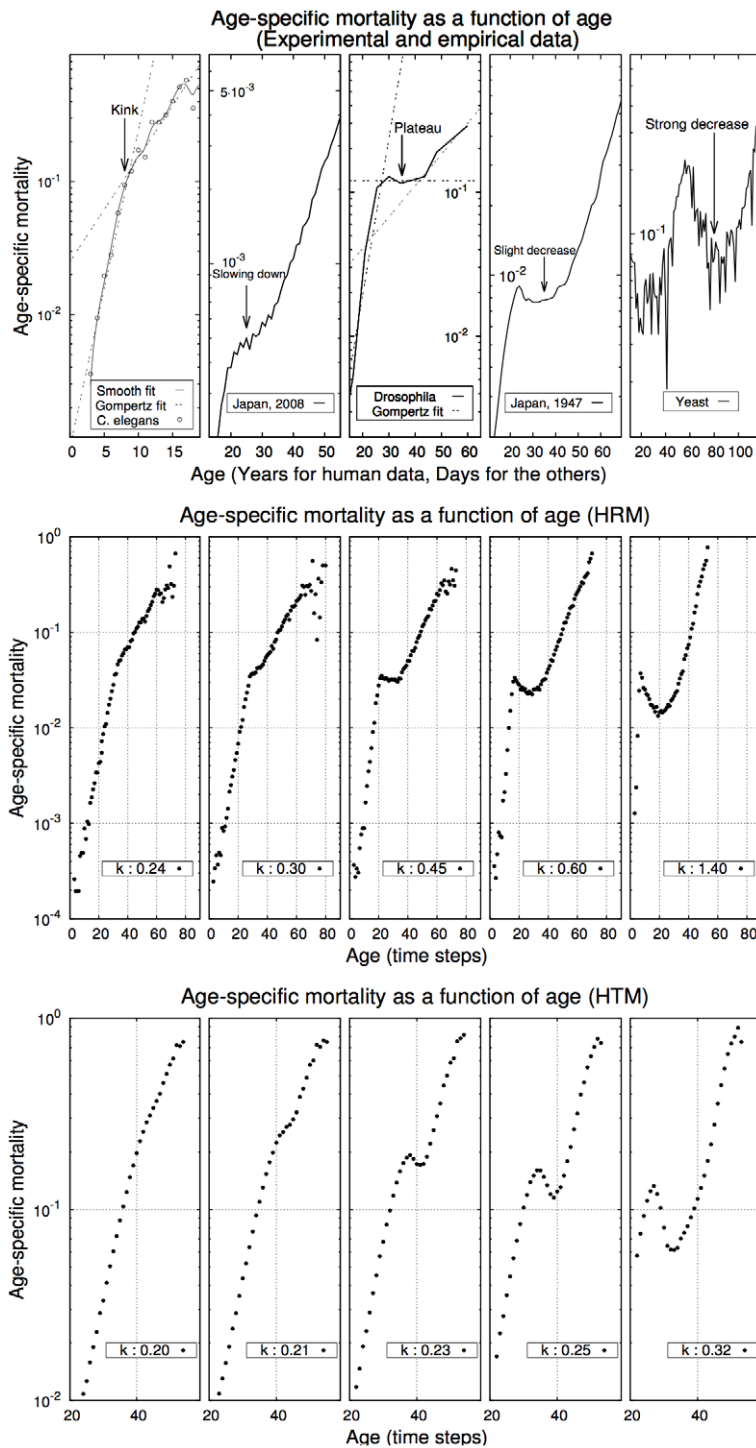 Age-specific mortality as a function of age
(Experimental and empirical data)
Age-specific mortality
10⁻¹
10⁻²
Kink
Smooth fit
Gompertz fit
C. elegans
0 5 10 15
5·10⁻³
10⁻³
Slowing down
Japan, 2008
20 30 40 50
Plateau
10⁻¹
10⁻²
Drosophila
Gompertz fit
20 30 40 50 60
Slight decrease
10⁻²
Japan, 1947
20 30 40 50 60
Strong decrease
10⁻¹
Yeast
20 40 60 80 100
Age (Years for human data, Days for the others)
Age-specific mortality as a function of age (HRM)
Age-specific mortality
10⁰
10⁻¹
10⁻²
10⁻³
10⁻⁴
k : 0.24
k : 0.30
k : 0.45
k : 0.60
k : 1.40
0 20 40 60 80
0 20 40 60 80
0 20 40 60 80
0 20 40 60 80
0 20 40 60 80
Age (time steps)
Age-specific mortality as a function of age (HTM)
Age-specific mortality
10⁰
10⁻¹
10⁻²
k : 0.20
k : 0.21
k : 0.23
k : 0.25
k : 0.32
20 40
20 40
20 40
20 40
20 40
Age (time steps)